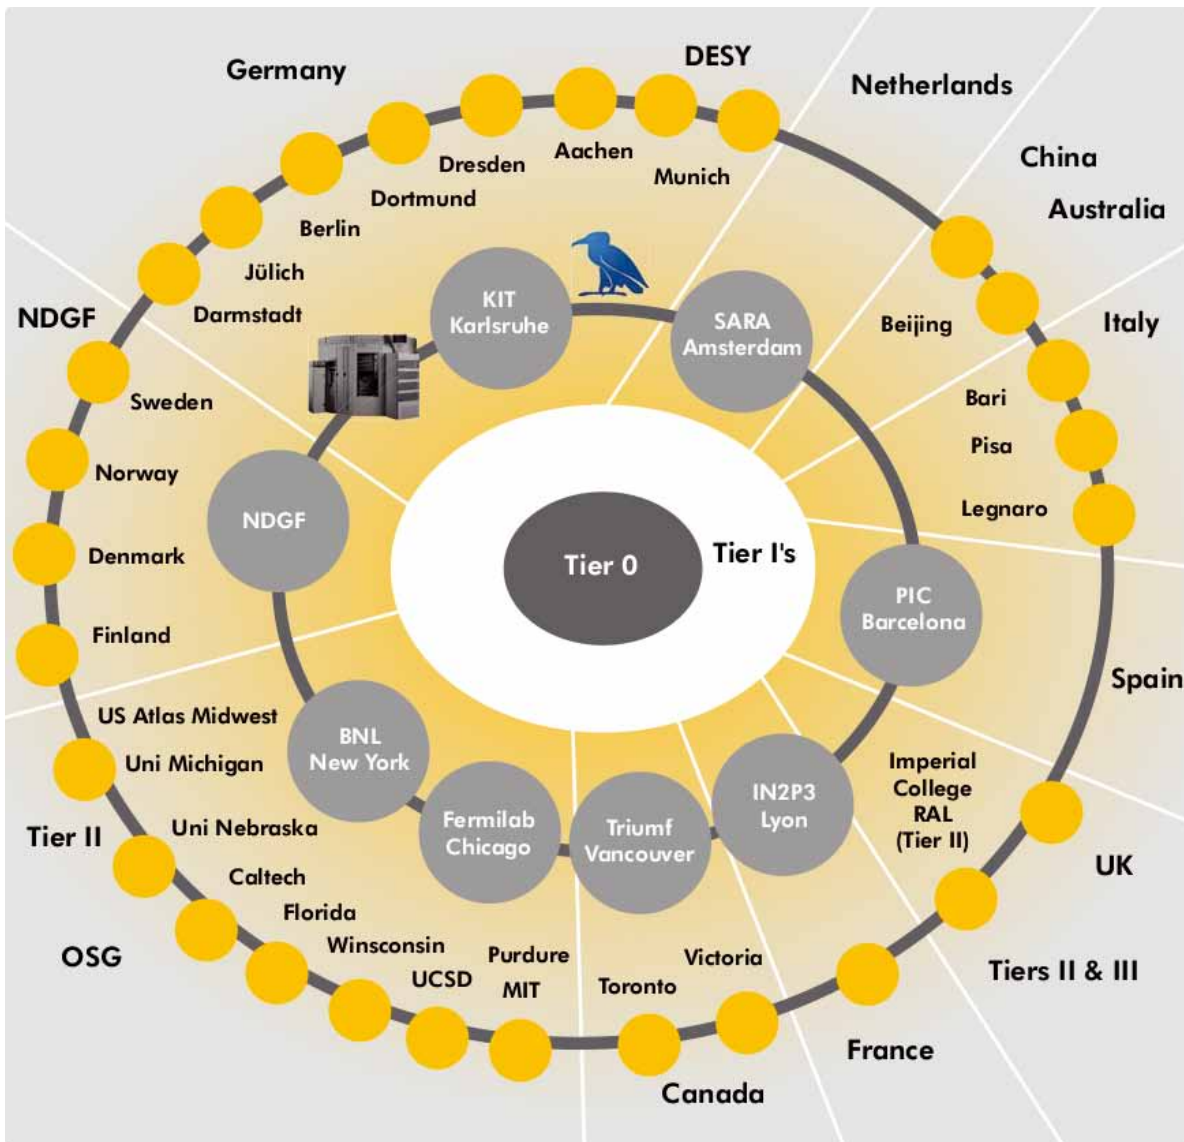 DESY
Germany
Netherlands
Aachen
Dresden
Munich
Dortmund
China
Australia
Berlin
Jülich
Darmstadt
NDGF
KIT
Karlsruhe
SARA
Amsterdam
Beijing
Italy
Sweden
Bari
Pisa
Norway
Legnaro
NDGF
Denmark
Tier 0
Tier I's
PIC
Barcelona
Finland
Spain
US Atlas Midwest
BNL
New York
Uni Michigan
Imperial
College
RAL
(Tier II)
IN2P3
Lyon
Fermilab
Chicago
Triumf
Vancouver
Tier II
Uni Nebraska
UK
Caltech
Florida
OSG
Winsconsin
Purdure
Victoria
UCSD
MIT
Toronto
Tiers II & III
France
Canada